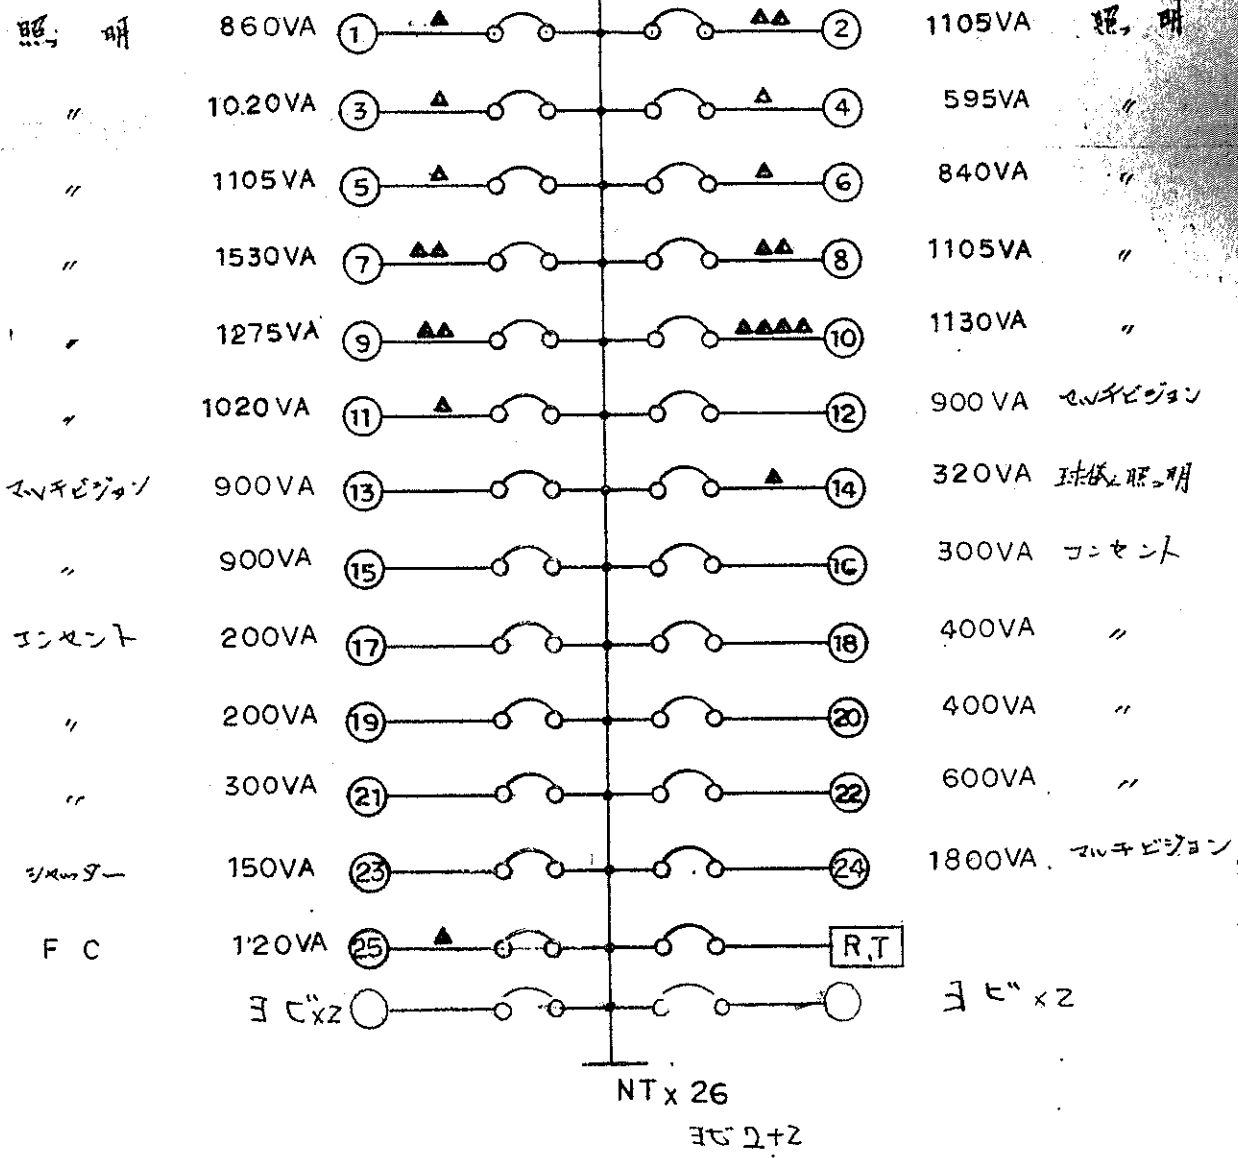 照明 860VA 1 2 1105VA 照明
〃 1020VA 3 4 595VA 〃
〃 1105VA 5 6 840VA 〃
〃 1530VA 7 8 1105VA 〃
〃 1275VA 9 10 1130VA 〃
〃 1020VA 11 12 900VA マルチビジョン
マルチビジョン 900VA 13 14 320VA 球儀照明
〃 900VA 15 16 300VA コンセント
コンセント 200VA 17 18 400VA 〃
〃 200VA 19 20 400VA 〃
〃 300VA 21 22 600VA 〃
シャッター 150VA 23 24 1800VA マルチビジョン
FC 120VA 25 R.T
ヨビ×2 ヨビ×2
NT×26
ヨビ2+2